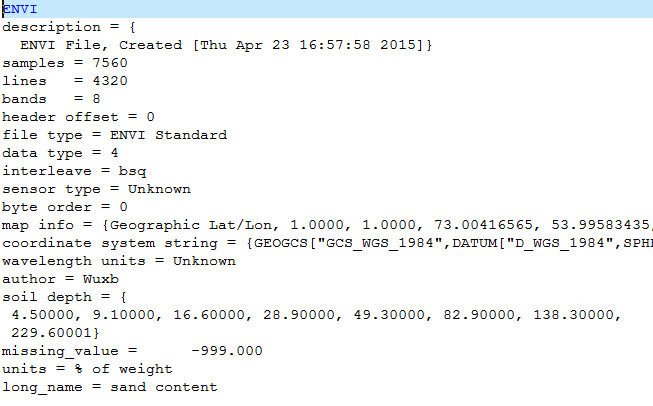 ENVI
description = {
  ENVI File, Created [Thu Apr 23 16:57:58 2015]}
samples = 7560
lines   = 4320
bands   = 8
header offset = 0
file type = ENVI Standard
data type = 4
interleave = bsq
sensor type = Unknown
byte order = 0
map info = {Geographic Lat/Lon, 1.0000, 1.0000, 73.00416565, 53.99583435,
coordinate system string = {GEOGCS["GCS_WGS_1984",DATUM["D_WGS_1984",SPH
wavelength units = Unknown
author = Wuxb
soil depth = {
 4.50000, 9.10000, 16.60000, 28.90000, 49.30000, 82.90000, 138.30000,
 229.60001}
missing_value =      -999.000
units = % of weight
long_name = sand content